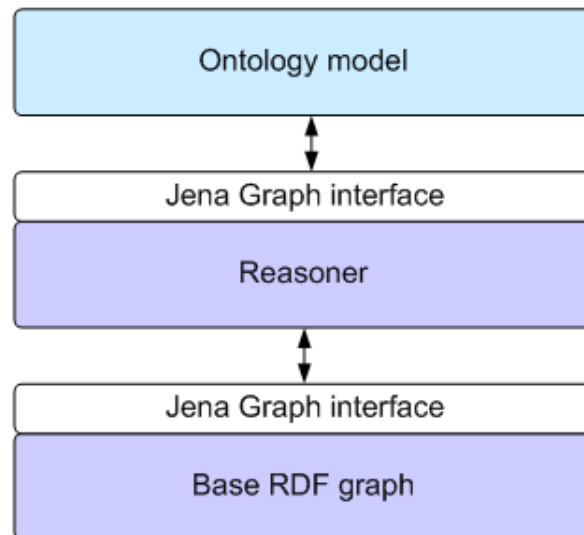 Ontology model
Jena Graph interface
Reasoner
Jena Graph interface
Base RDF graph